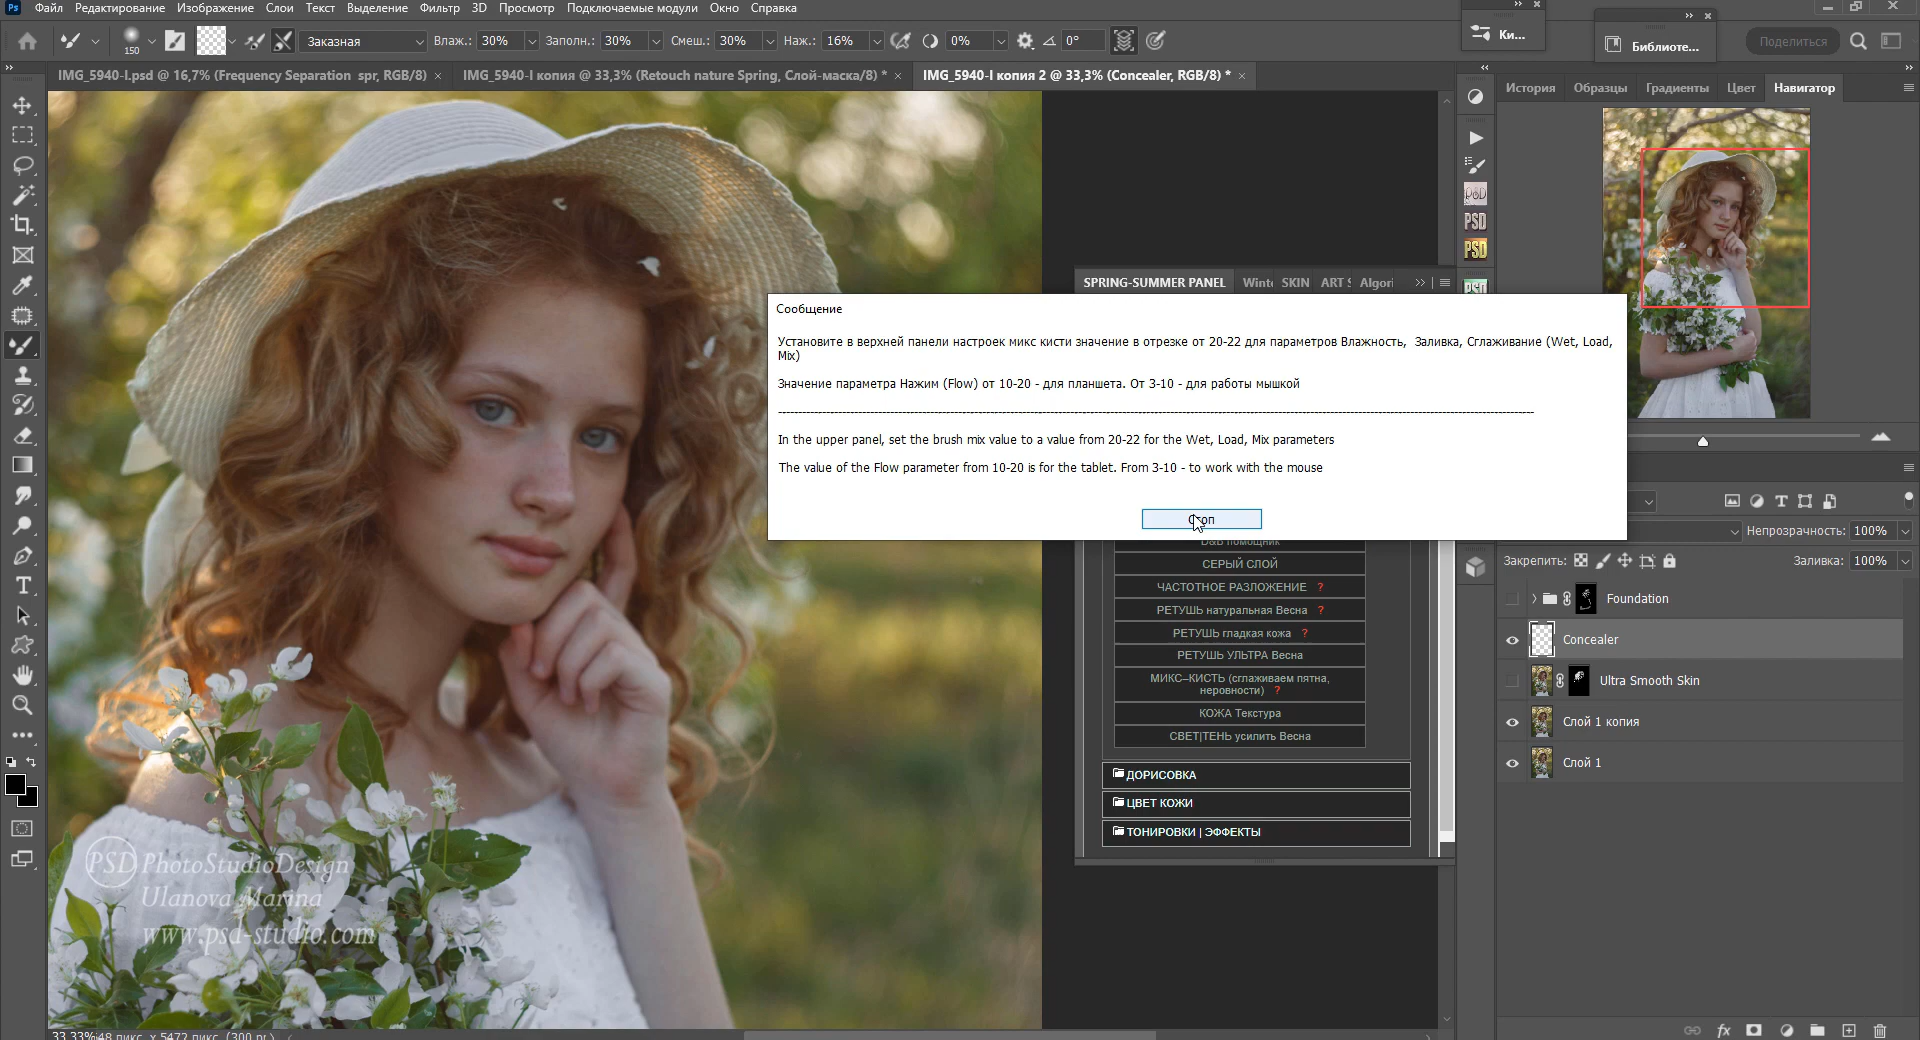 Файл Редактирование Изображение Слои Текст Выделение Фильтр 3D Просмотр Подключаемые модули Окно Справка
150 Заказная Влаж.: 30% Заполн.: 30% Смеш.: 30% Наж.: 16% 0% 0° Ки... Библиоте... Поделиться
IMG_5940-I.psd @ 16,7% (Frequency Separation spr, RGB/8) × IMG_5940-I копия @ 33,3% (Retouch nature Spring, Слой-маска/8) * × IMG_5940-I копия 2 @ 33,3% (Concealer, RGB/8) * ×
История Образцы Градиенты Цвет Навигатор
PSD
PSD
PSD
SPRING-SUMMER PANEL Winte SKIN ART S Algori
Сообщение
Установите в верхней панели настроек микс кисти значение в отрезке от 20-22 для параметров Влажность, Заливка, Сглаживание (Wet, Load,
Mix)
Значение параметра Нажим (Flow) от 10-20 - для планшета. От 3-10 - для работы мышкой
In the upper panel, set the brush mix value to a value from 20-22 for the Wet, Load, Mix parameters
The value of the Flow parameter from 10-20 is for the tablet. From 3-10 - to work with the mouse
Стоп
D&B помощник
СЕРЫЙ СЛОЙ
ЧАСТОТНОЕ РАЗЛОЖЕНИЕ ?
РЕТУШЬ натуральная Весна ?
РЕТУШЬ гладкая кожа ?
РЕТУШЬ УЛЬТРА Весна
МИКС–КИСТЬ (сглаживаем пятна,
неровности) ?
КОЖА Текстура
СВЕТ|ТЕНЬ усилить Весна
ДОРИСОВКА
ЦВЕТ КОЖИ
ТОНИРОВКИ | ЭФФЕКТЫ
Непрозрачность: 100%
Закрепить: Заливка: 100%
Foundation
Concealer
Ultra Smooth Skin
Слой 1 копия
Слой 1
PSD PhotoStudioDesign
Ulanova Marina
www.psd-studio.com